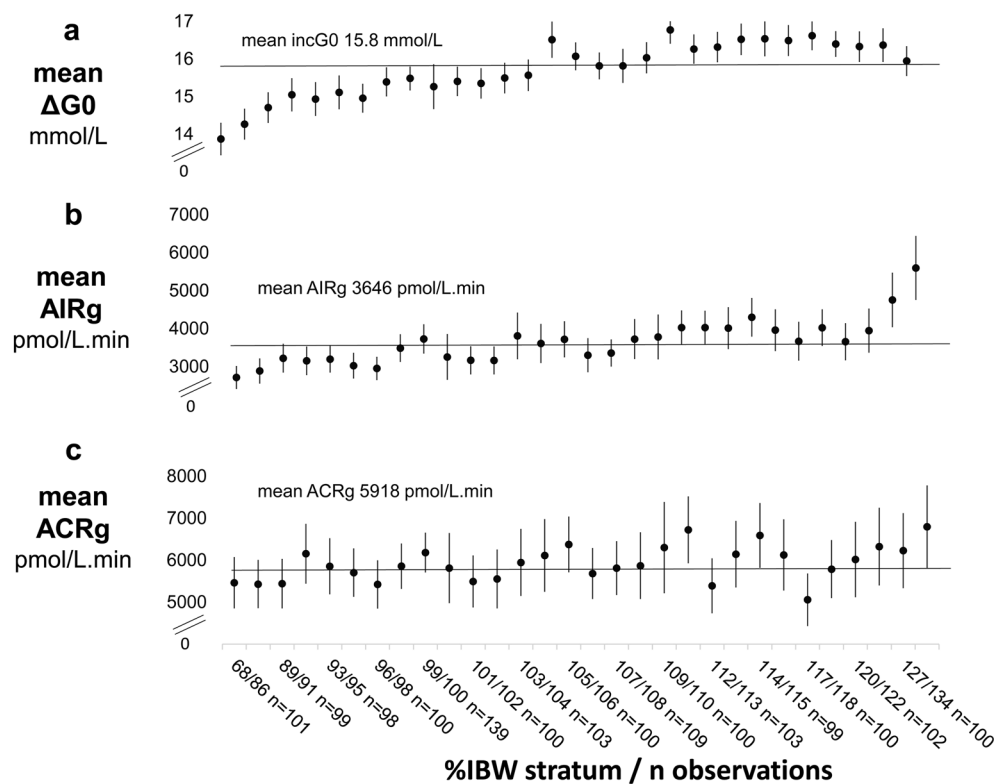 a
mean
ΔG0
mmol/L
17
16
15
14
0
mean incG0 15.8 mmol/L
b
mean
AIRg
pmol/L.min
7000
6000
5000
4000
3000
0
mean AIRg 3646 pmol/L.min
c
mean
ACRg
pmol/L.min
8000
7000
6000
5000
0
mean ACRg 5918 pmol/L.min
68/86 n=101
89/91 n=99
93/95 n=98
96/98 n=100
99/100 n=139
101/102 n=100
103/104 n=103
105/106 n=100
107/108 n=109
109/110 n=100
112/113 n=103
114/115 n=99
117/118 n=100
120/122 n=102
127/134 n=100
%IBW stratum / n observations